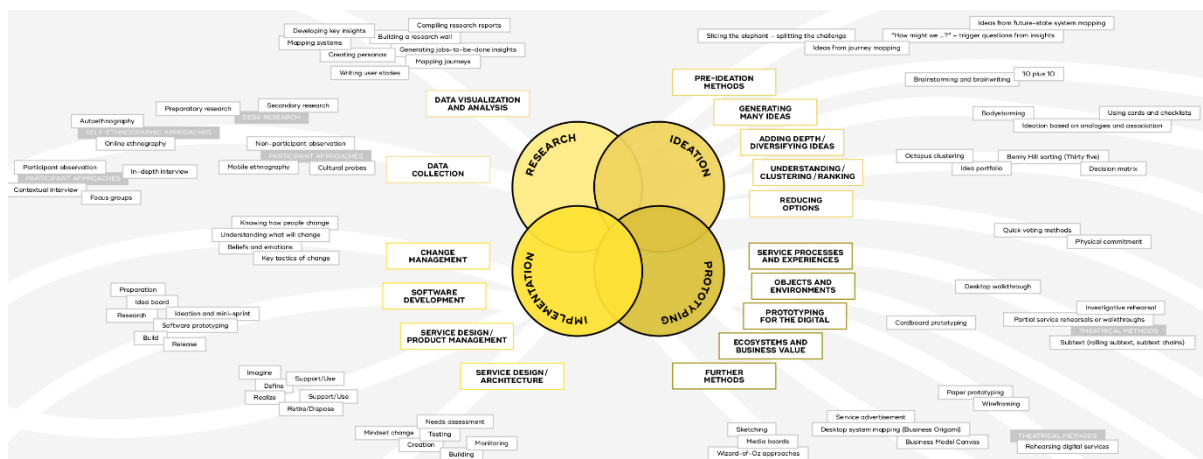 Developing key insights
Compiling research reports
Building a research wall
Mapping systems
Generating jobs-to-be-done insights
Creating personas
Mapping journeys
Writing user stories
DATA VISUALIZATION
AND ANALYSIS
Preparatory research
Secondary research
DESK RESEARCH
Autoethnography
SELF-ETHNOGRAPHIC APPROACHES
Online ethnography
Non-participant observation
PARTICIPANT APPROACHES
Mobile ethnography
Cultural probes
Participant observation
In-depth interview
PARTICIPANT APPROACHES
Contextual interview
Focus groups
DATA
COLLECTION
RESEARCH
IDEATION
IMPLEMENTATION
PROTOTYPING
Ideas from future-state system mapping
Slicing the elephant – splitting the challenge
"How might we ...?" – trigger questions from insights
Ideas from journey mapping
PRE-IDEATION
METHODS
Brainstorming and brainwriting
10 plus 10
GENERATING
MANY IDEAS
Bodystorming
Using cards and checklists
Ideation based on analogies and association
ADDING DEPTH /
DIVERSIFYING IDEAS
Octopus clustering
Benny Hill sorting (Thirty five)
Idea portfolio
Decision matrix
UNDERSTANDING /
CLUSTERING / RANKING
REDUCING
OPTIONS
Quick voting methods
Physical commitment
Knowing how people change
Understanding what will change
Beliefs and emotions
Key tactics of change
CHANGE
MANAGEMENT
Preparation
Idea board
Research
Ideation and mini-sprint
Software prototyping
Build
Release
SOFTWARE
DEVELOPMENT
SERVICE DESIGN /
PRODUCT MANAGEMENT
Imagine
Support/Use
Define
Realize
Support/Use
Retire/Dispose
SERVICE DESIGN /
ARCHITECTURE
Needs assessment
Mindset change
Testing
Creation
Monitoring
Building
SERVICE PROCESSES
AND EXPERIENCES
OBJECTS AND
ENVIRONMENTS
PROTOTYPING
FOR THE DIGITAL
ECOSYSTEMS AND
BUSINESS VALUE
FURTHER
METHODS
Desktop walkthrough
Investigative rehearsal
Cardboard prototyping
Partial service rehearsals or walkthroughs
THEATRICAL METHODS
Subtext (rolling subtext, subtext chains)
Paper prototyping
Wireframing
Service advertisement
Sketching
Desktop system mapping (Business Origami)
THEATRICAL METHODS
Media boards
Business Model Canvas
Rehearsing digital services
Wizard-of-Oz approaches